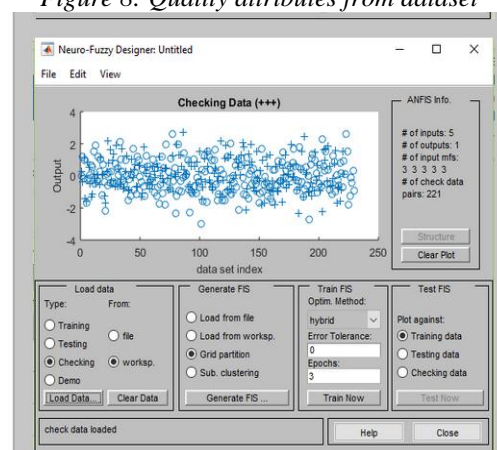 Figure 8: Quality attributes from dataset
Neuro-Fuzzy Designer: Untitled
File Edit View
Checking Data (+++)
4
2
0
-2
-4
Output
0 50 100 150 200 250
data set index
ANFIS Info.
# of inputs: 5
# of outputs: 1
# of input mfs:
3 3 3 3 3
# of check data
pairs: 221
Structure
Clear Plot
Load data
Type: From:
Training
Testing
Checking
Demo
file
worksp.
Load Data... Clear Data
Generate FIS
Load from file
Load from worksp.
Grid partition
Sub. clustering
Generate FIS ...
Train FIS
Optim. Method:
hybrid
Error Tolerance:
0
Epochs:
3
Train Now
Test FIS
Plot against:
Training data
Testing data
Checking data
Test Now
check data loaded
Help Close